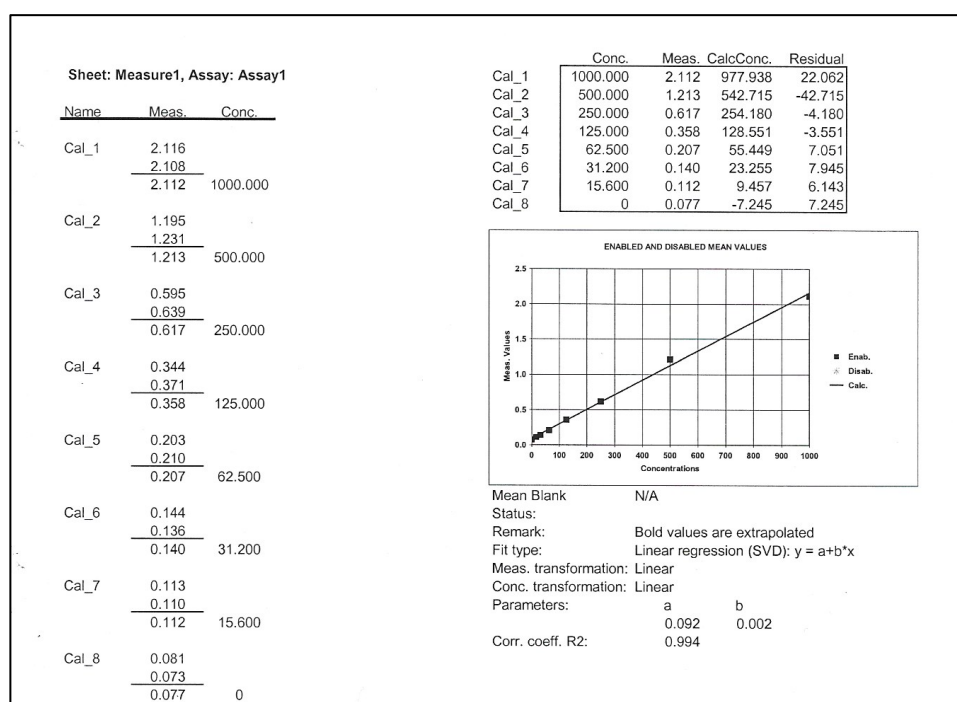 Sheet: Measure1, Assay: Assay1
Name Meas. Conc.
Cal_1 2.116
2.108
2.112 1000.000
Cal_2 1.195
1.231
1.213 500.000
Cal_3 0.595
0.639
0.617 250.000
Cal_4 0.344
0.371
0.358 125.000
Cal_5 0.203
0.210
0.207 62.500
Cal_6 0.144
0.136
0.140 31.200
Cal_7 0.113
0.110
0.112 15.600
Cal_8 0.081
0.073
0.077 0
Conc. Meas. CalcConc. Residual
Cal_1 1000.000 2.112 977.938 22.062
Cal_2 500.000 1.213 542.715 -42.715
Cal_3 250.000 0.617 254.180 -4.180
Cal_4 125.000 0.358 128.551 -3.551
Cal_5 62.500 0.207 55.449 7.051
Cal_6 31.200 0.140 23.255 7.945
Cal_7 15.600 0.112 9.457 6.143
Cal_8 0 0.077 -7.245 7.245
ENABLED AND DISABLED MEAN VALUES
Meas. Values
2.5
2.0
1.5
1.0
0.5
0.0
0 100 200 300 400 500 600 700 800 900 1000
Concentrations
Enab.
Disab.
Calc.
Mean Blank N/A
Status:
Remark: Bold values are extrapolated
Fit type: Linear regression (SVD): y = a+b*x
Meas. transformation: Linear
Conc. transformation: Linear
Parameters: a b
0.092 0.002
Corr. coeff. R2: 0.994